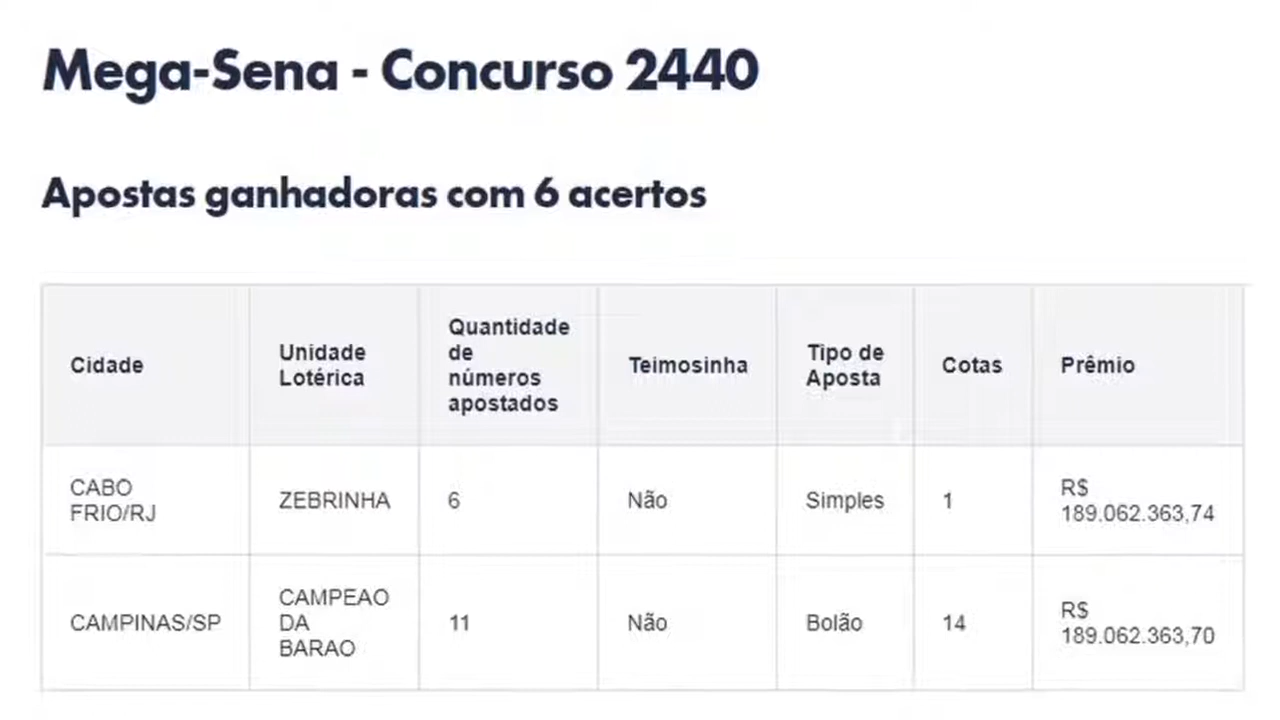 Mega-Sena - Concurso 2440
Apostas ganhadoras com 6 acertos
Cidade
Unidade
Lotérica
Quantidade
de
números
apostados
Teimosinha
Tipo de
Aposta
Cotas
Prêmio
CABO
FRIO/RJ
ZEBRINHA
6
Não
Simples
1
R$
189.062.363,74
CAMPINAS/SP
CAMPEAO
DA
BARAO
11
Não
Bolão
14
R$
189.062.363,70